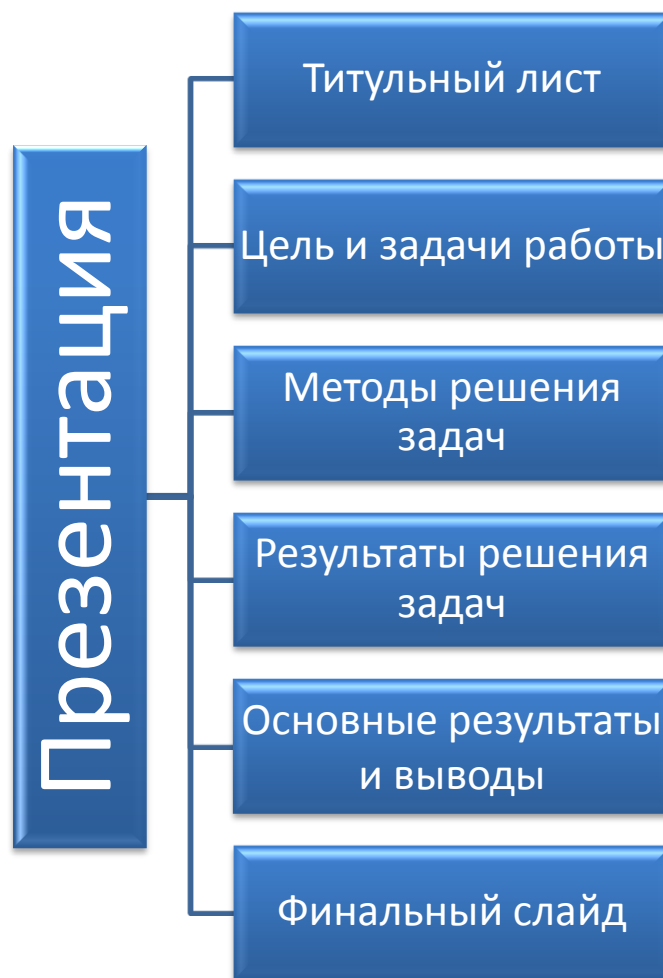 Презентация
Титульный лист
Цель и задачи работы
Методы решения
задач
Результаты решения
задач
Основные результаты
и выводы
Финальный слайд